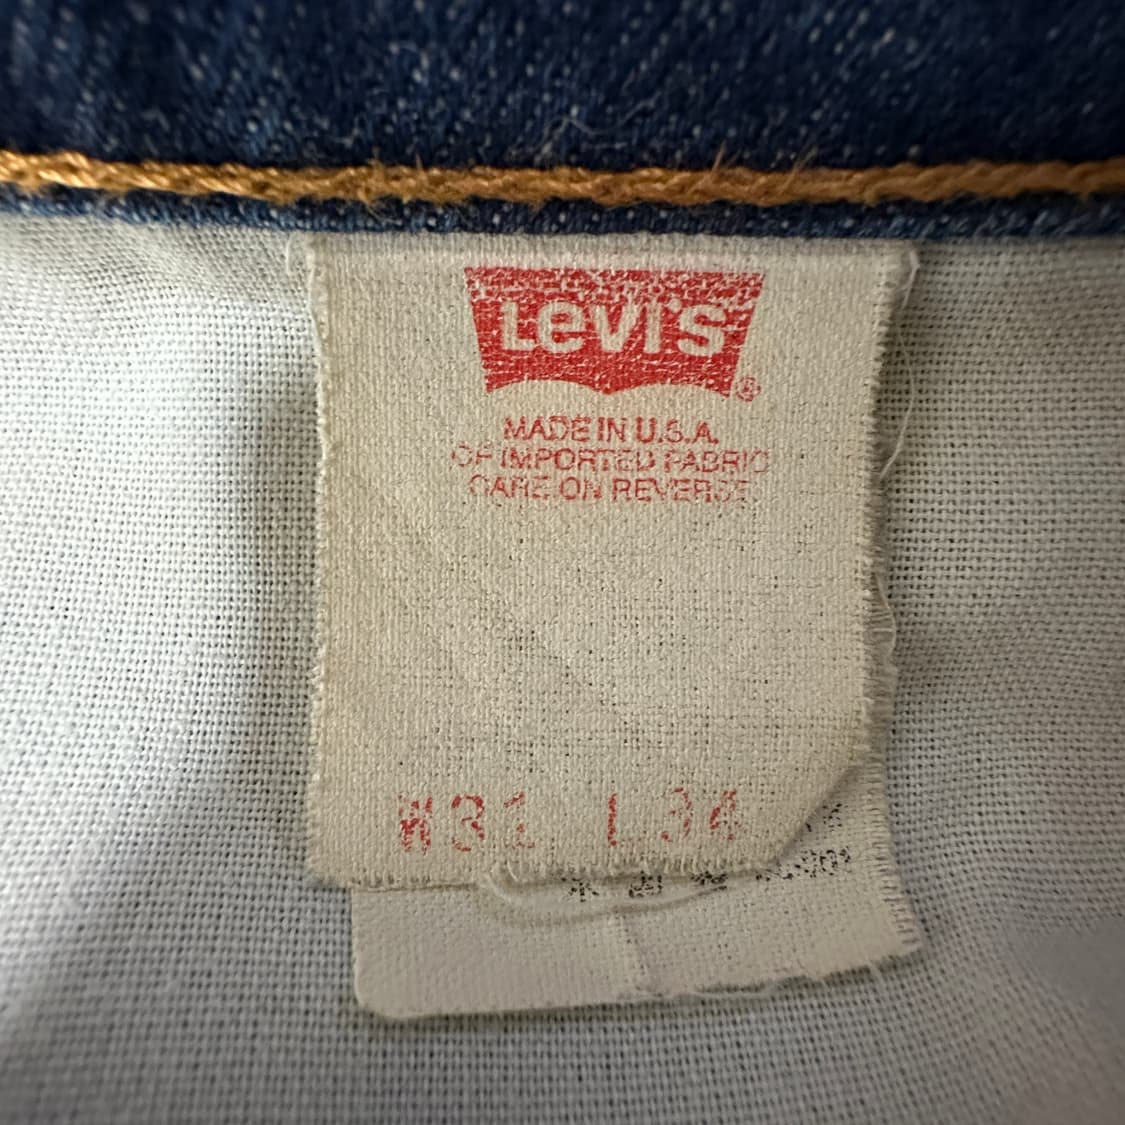 Levi's®
MADE IN U.S.A.
OF IMPORTED FABRIC
CARE ON REVERSE
W31 L34